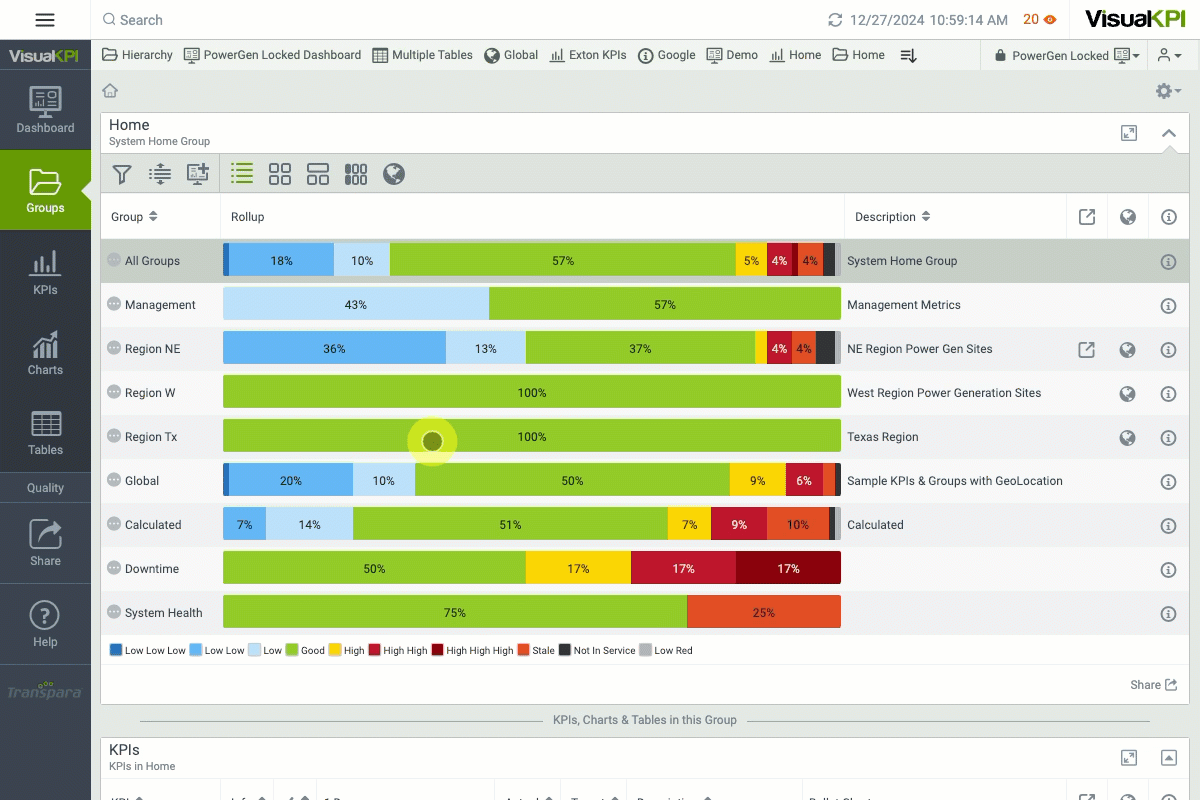 Search
12/27/2024 10:59:14 AM 20 VisualKPI
VisualKPI Hierarchy PowerGen Locked Dashboard Multiple Tables Global Exton KPIs Google Demo Home Home PowerGen Locked
Dashboard
Groups
KPIs
Charts
Tables
Quality
Share
Help
Transpara
Home
System Home Group
Group Rollup Description
All Groups 18% 10% 57% 5% 4% 4% System Home Group
Management 43% 57% Management Metrics
Region NE 36% 13% 37% 4% 4% NE Region Power Gen Sites
Region W 100% West Region Power Generation Sites
Region Tx 100% Texas Region
Global 20% 10% 50% 9% 6% Sample KPIs & Groups with GeoLocation
Calculated 7% 14% 51% 7% 9% 10% Calculated
Downtime 50% 17% 17% 17%
System Health 75% 25%
Low Low Low Low Low Low Good High High High High High High Stale Not In Service Low Red
Share
KPIs, Charts & Tables in this Group
KPIs
KPIs in Home